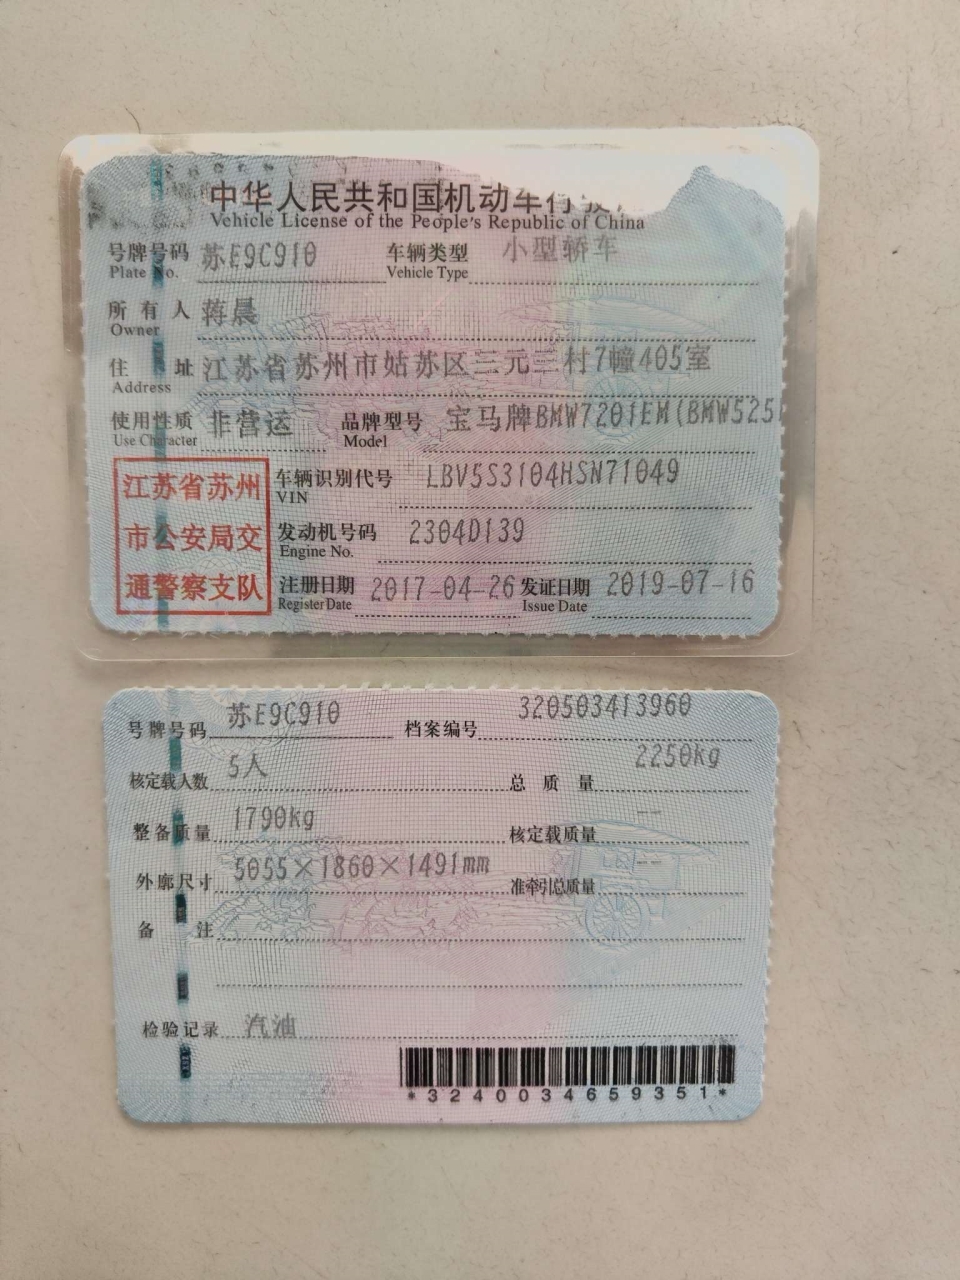 中华人民共和国机动车行驶
Vehicle License of the People's Republic of China
号牌号码 苏E9C910 车辆类型 小型轿车
Plate No. Vehicle Type
所有人 蒋晨
Owner
住址 江苏省苏州市姑苏区三元三村7幢405室
Address
使用性质 非营运 品牌型号 宝马牌BMW7201EM(BMW525
Use Character Model
江苏省苏州
市公安局交
通警察支队
车辆识别代号 LBV5S3104HSN71049
VIN
发动机号码 2304D139
Engine No.
注册日期 2017-04-26 发证日期 2019-07-16
Register Date Issue Date
号牌号码 苏E9C910 档案编号 320503413960
核定载人数 5人 总质量 2250kg
整备质量 1790kg 核定载质量 --
外廓尺寸 5055×1860×1491mm 准牵引总质量 --
备注
检验记录 汽油
*3240034659351*